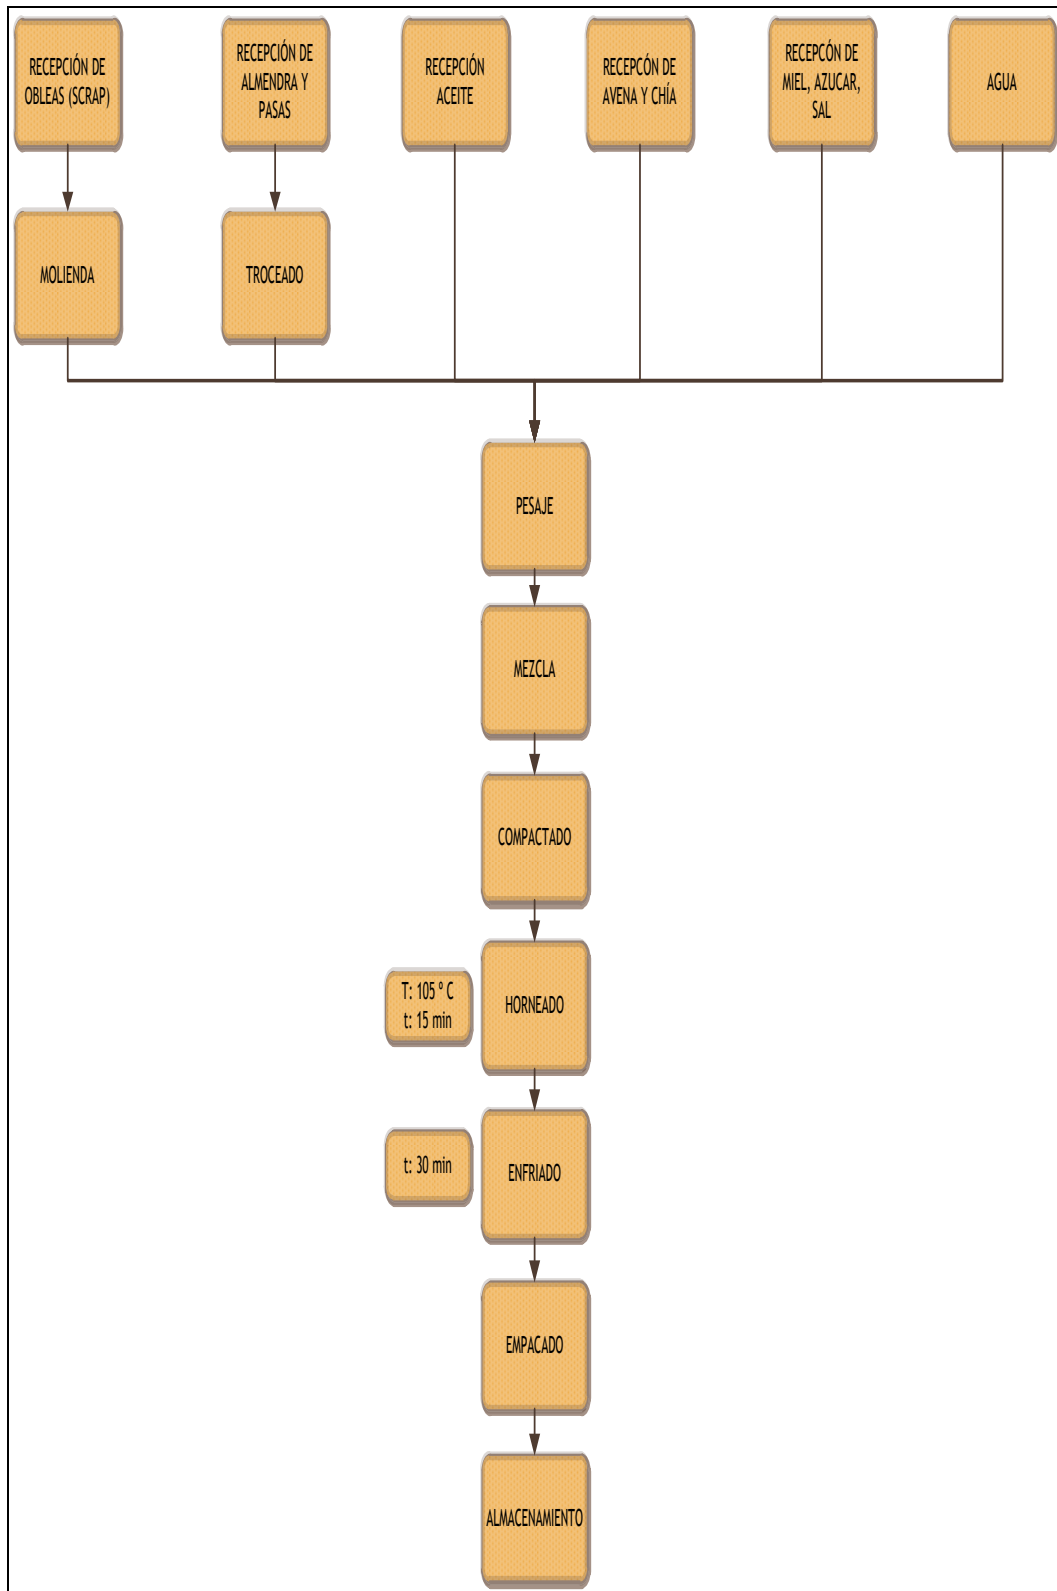 RECEPCIÓN DE
OBLEAS (SCRAP)
RECEPCIÓN DE
ALMENDRA Y
PASAS
RECEPCIÓN
ACEITE
RECEPCÓN DE
AVENA Y CHÍA
RECEPCÓN DE
MIEL, AZUCAR,
SAL
AGUA
MOLIENDA
TROCEADO
PESAJE
MEZCLA
COMPACTADO
T: 105 º C
t: 15 min
HORNEADO
t: 30 min
ENFRIADO
EMPACADO
ALMACENAMIENTO